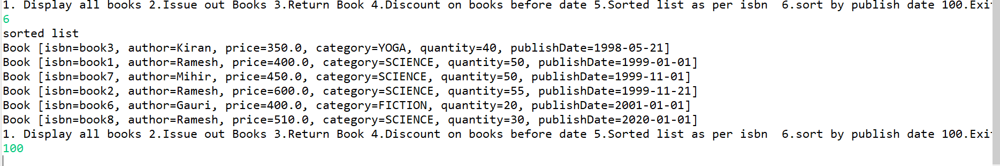 1. Display all books 2.Issue out Books 3.Return Book 4.Discount on books before date 5.Sorted list as per isbn  6.sort by publish date 100.Exi
6
sorted list
Book [isbn=book3, author=Kiran, price=350.0, category=YOGA, quantity=40, publishDate=1998-05-21]
Book [isbn=book1, author=Ramesh, price=400.0, category=SCIENCE, quantity=50, publishDate=1999-01-01]
Book [isbn=book7, author=Mihir, price=450.0, category=SCIENCE, quantity=50, publishDate=1999-11-01]
Book [isbn=book2, author=Ramesh, price=600.0, category=SCIENCE, quantity=55, publishDate=1999-11-21]
Book [isbn=book6, author=Gauri, price=400.0, category=FICTION, quantity=20, publishDate=2001-01-01]
Book [isbn=book8, author=Ramesh, price=510.0, category=SCIENCE, quantity=30, publishDate=2020-01-01]
1. Display all books 2.Issue out Books 3.Return Book 4.Discount on books before date 5.Sorted list as per isbn  6.sort by publish date 100.Exi
100